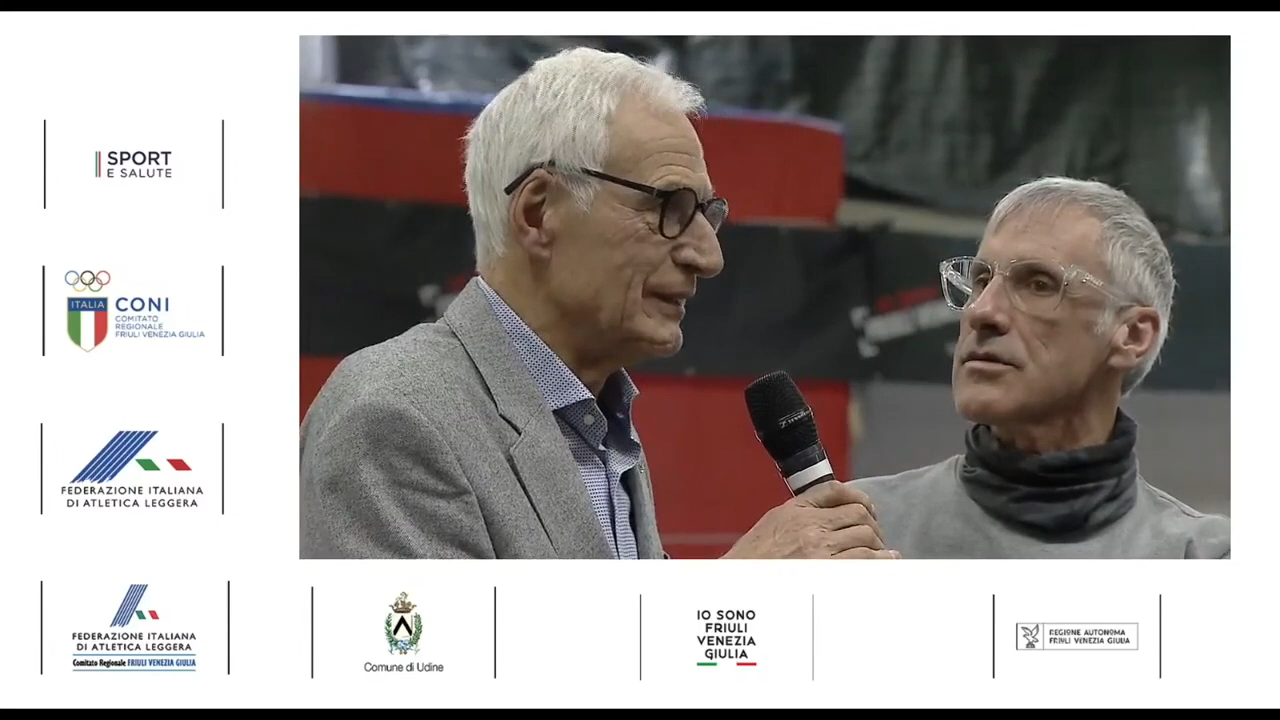 SPORT
E SALUTE
ITALIA
CONI
COMITATO
REGIONALE
FRIULI VENEZIA GIULIA
FEDERAZIONE ITALIANA
DI ATLETICA LEGGERA
FEDERAZIONE ITALIANA
DI ATLETICA LEGGERA
Comitato Regionale FRIULI VENEZIA GIULIA
Comune di Udine
IO SONO
FRIULI
VENEZIA
GIULIA
REGIONE AUTONOMA
FRIULI VENEZIA GIULIA